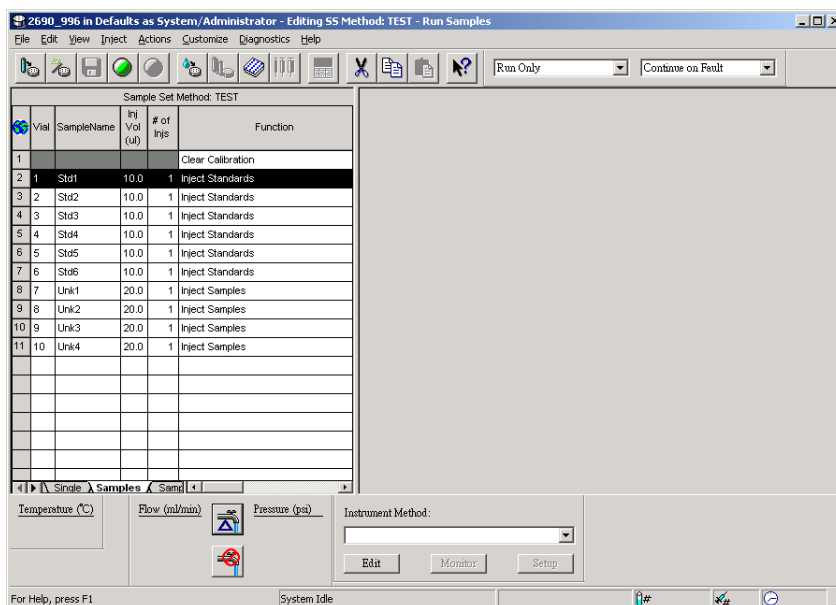 2690_996 in Defaults as System/Administrator - Editing SS Method: TEST - Run Samples
File Edit View Inject Actions Customize Diagnostics Help
Run Only Continue on Fault
Sample Set Method: TEST
Vial SampleName Inj Vol (ul) # of Injs Function
1 Clear Calibration
2 1 Std1 10.0 1 Inject Standards
3 2 Std2 10.0 1 Inject Standards
4 3 Std3 10.0 1 Inject Standards
5 4 Std4 10.0 1 Inject Standards
6 5 Std5 10.0 1 Inject Standards
7 6 Std6 10.0 1 Inject Standards
8 7 Unk1 20.0 1 Inject Samples
9 8 Unk2 20.0 1 Inject Samples
10 9 Unk3 20.0 1 Inject Samples
11 10 Unk4 20.0 1 Inject Samples
Single Samples Samp
Temperature (°C) Flow (ml/min) Pressure (psi) Instrument Method:
Edit Monitor Setup
For Help, press F1 System Idle # #